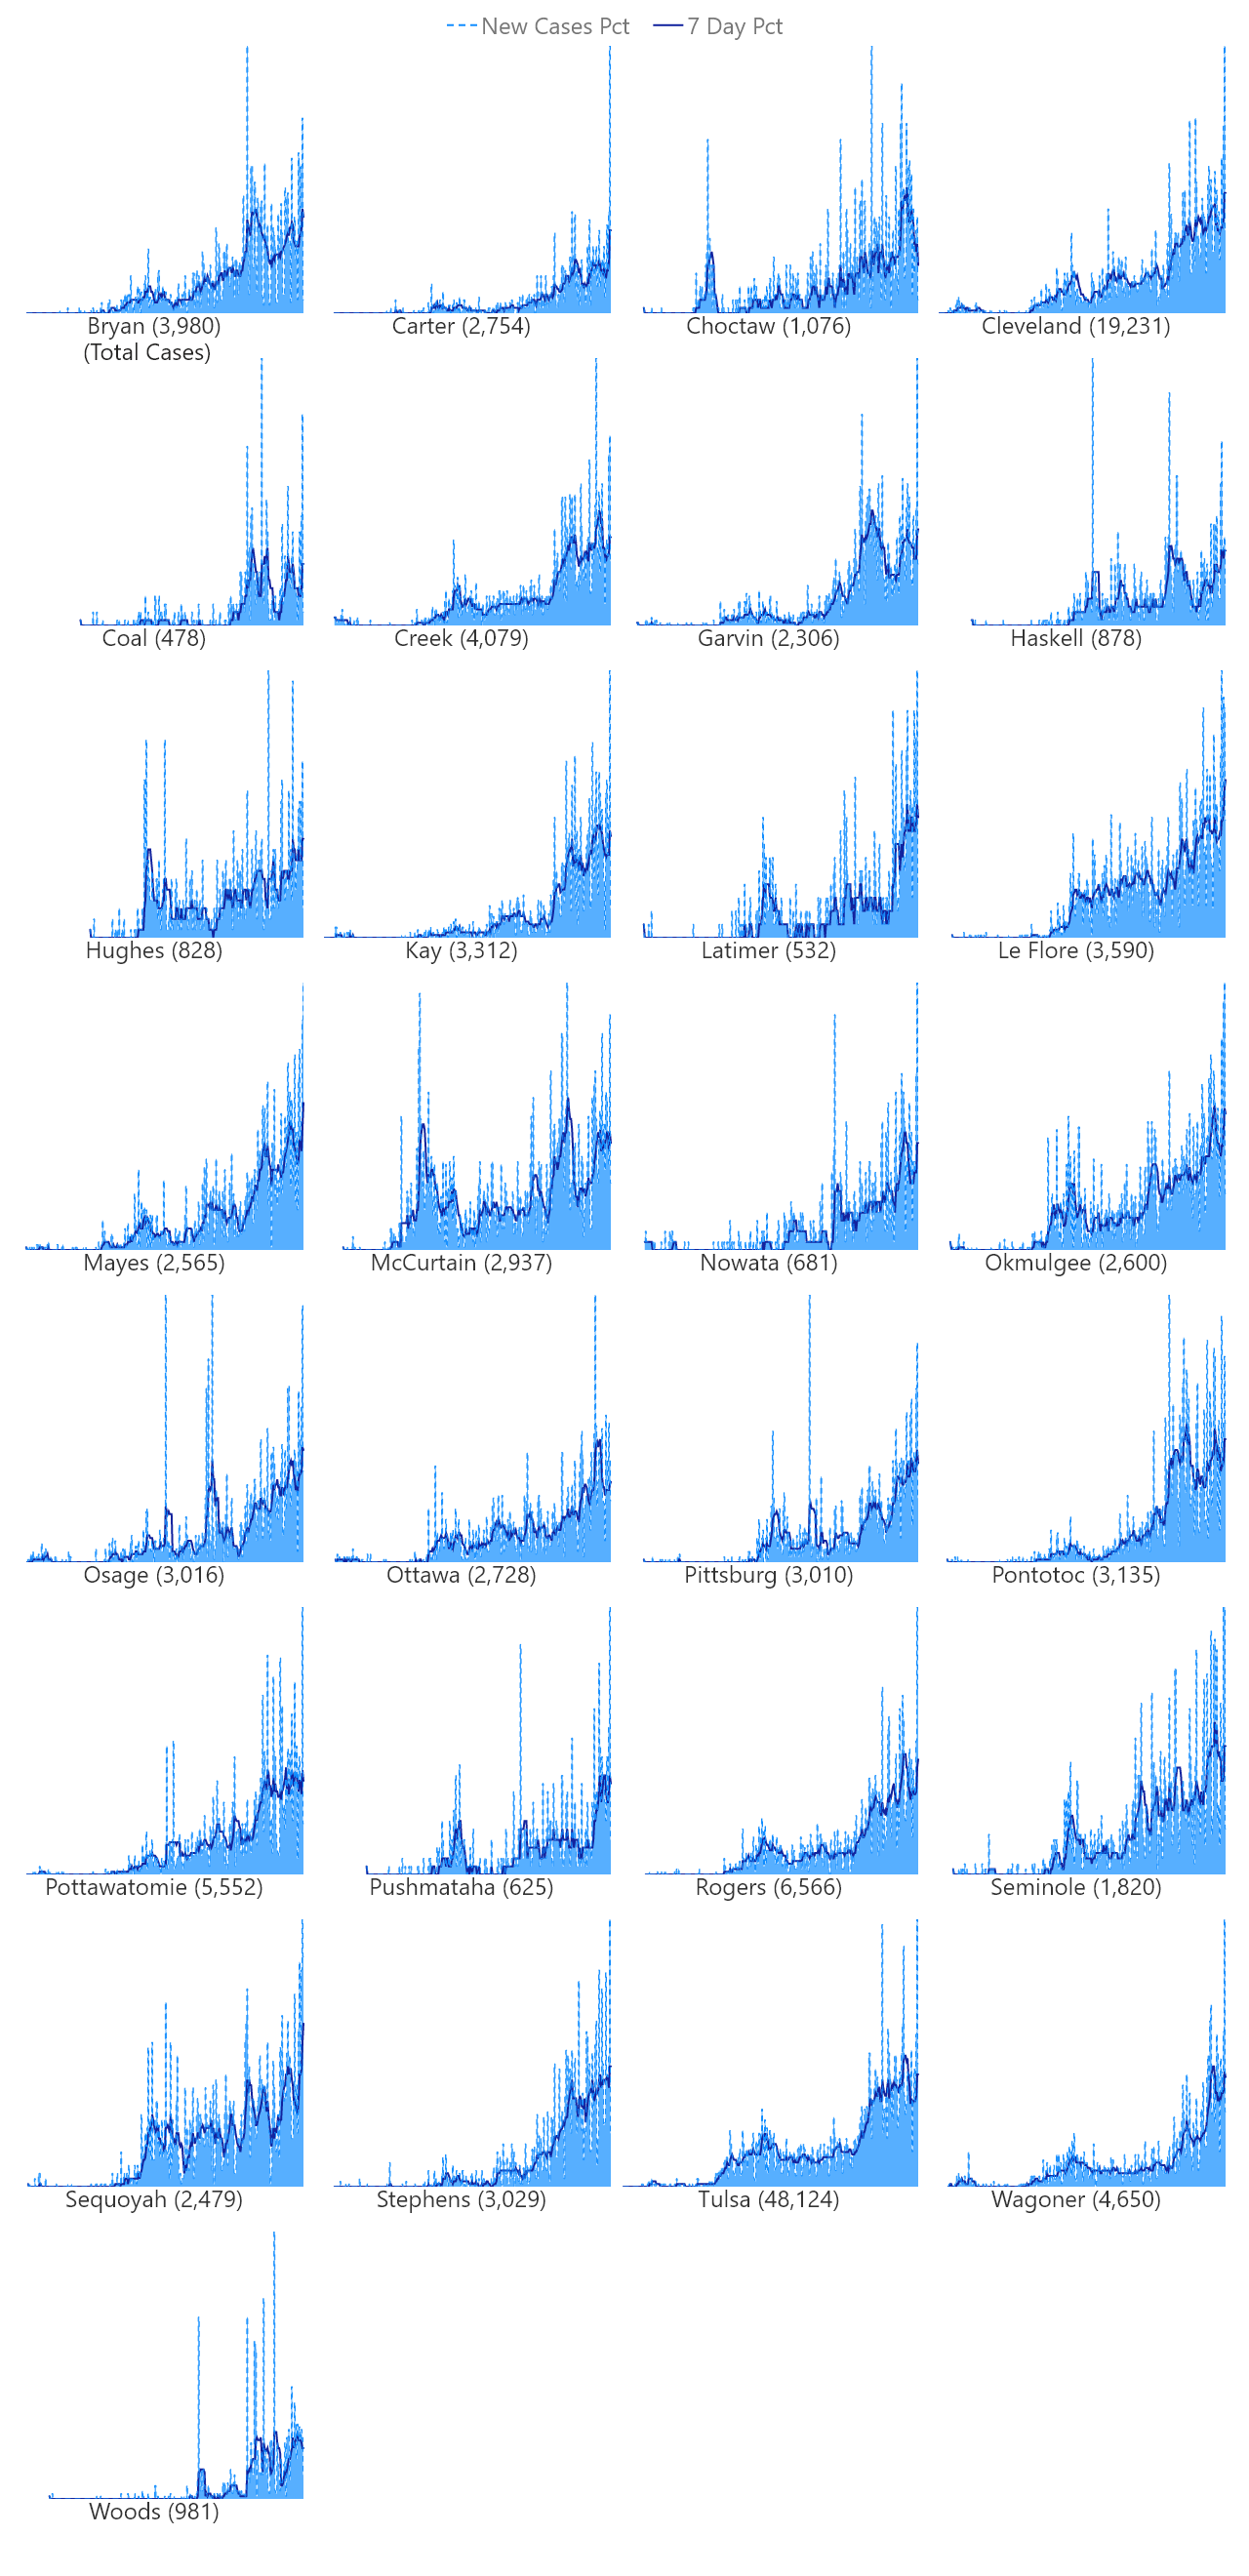 New Cases Pct 7 Day Pct
Bryan (3,980) Carter (2,754) Choctaw (1,076) Cleveland (19,231)
(Total Cases)
Coal (478) Creek (4,079) Garvin (2,306) Haskell (878)
Hughes (828) Kay (3,312) Latimer (532) Le Flore (3,590)
Mayes (2,565) McCurtain (2,937) Nowata (681) Okmulgee (2,600)
Osage (3,016) Ottawa (2,728) Pittsburg (3,010) Pontotoc (3,135)
Pottawatomie (5,552) Pushmataha (625) Rogers (6,566) Seminole (1,820)
Sequoyah (2,479) Stephens (3,029) Tulsa (48,124) Wagoner (4,650)
Woods (981)